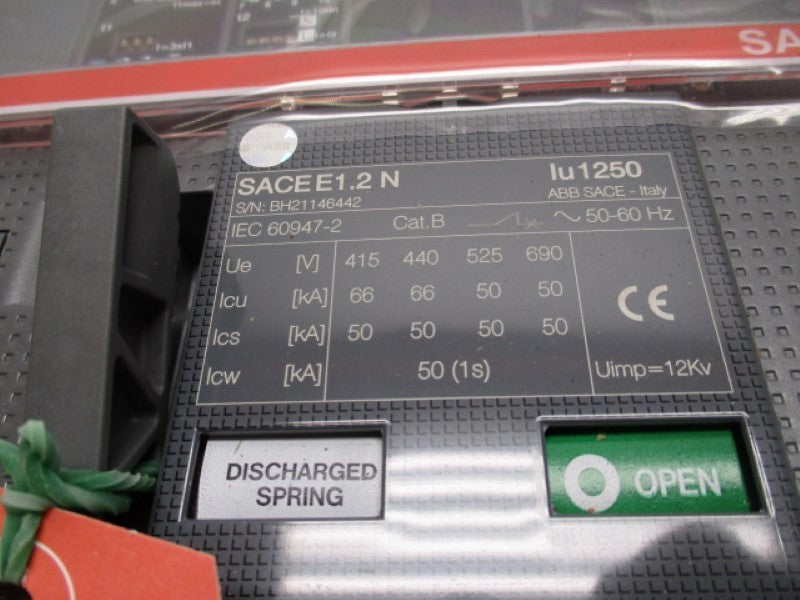 SA
SACE E1.2 N Iu1250
S/N: BH21146442 ABB SACE - Italy
IEC 60947-2 Cat.B ~ 50-60 Hz
Ue [V] 415 440 525 690
Icu [kA] 66 66 50 50
Ics [kA] 50 50 50 50
Icw [kA] 50 (1s)
CE
Uimp=12Kv
DISCHARGED
SPRING
OPEN